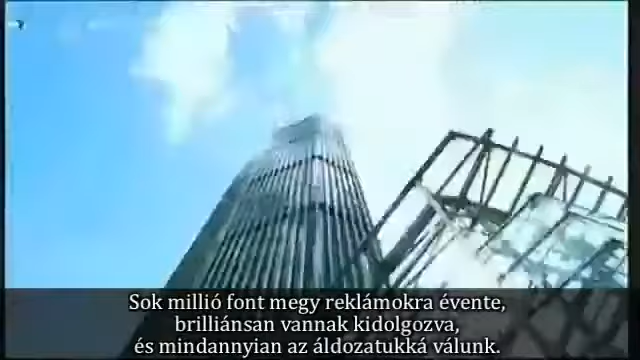 Sok millió font megy reklámokra évente,
brilliánsan vannak kidolgozva,
és mindannyian az áldozatukká válunk.